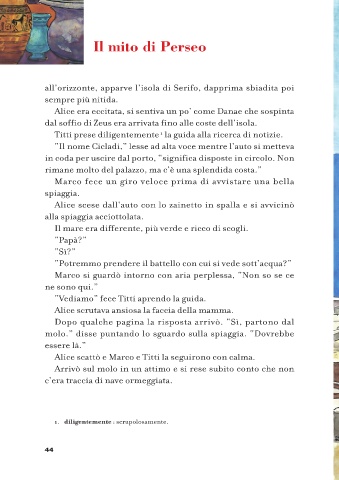 Il mito di Perseo
all'orizzonte, apparve l'isola di Serifo, dapprima sbiadita poi
sempre più nitida.
Alice era eccitata, si sentiva un po' come Danae che sospinta
dal soffio di Zeus era arrivata fino alle coste dell'isola.
Titti prese diligentemente¹ la guida alla ricerca di notizie.
"Il nome Cicladi," lesse ad alta voce mentre l'auto si metteva
in coda per uscire dal porto, "significa disposte in circolo. Non
rimane molto del palazzo, ma c'è una splendida costa."
Marco fece un giro veloce prima di avvistare una bella
spiaggia.
Alice scese dall'auto con lo zainetto in spalla e si avvicinò
alla spiaggia acciottolata.
Il mare era differente, più verde e ricco di scogli.
"Papà?"
"Sì?"
"Potremmo prendere il battello con cui si vede sott'acqua?"
Marco si guardò intorno con aria perplessa, "Non so se ce
ne sono qui."
"Vediamo" fece Titti aprendo la guida.
Alice scrutava ansiosa la faccia della mamma.
Dopo qualche pagina la risposta arrivò. "Sì, partono dal
molo." disse puntando lo sguardo sulla spiaggia. "Dovrebbe
essere là."
Alice scattò e Marco e Titti la seguirono con calma.
Arrivò sul molo in un attimo e si rese subito conto che non
c'era traccia di nave ormeggiata.
1. diligentemente : scrupolosamente.
44